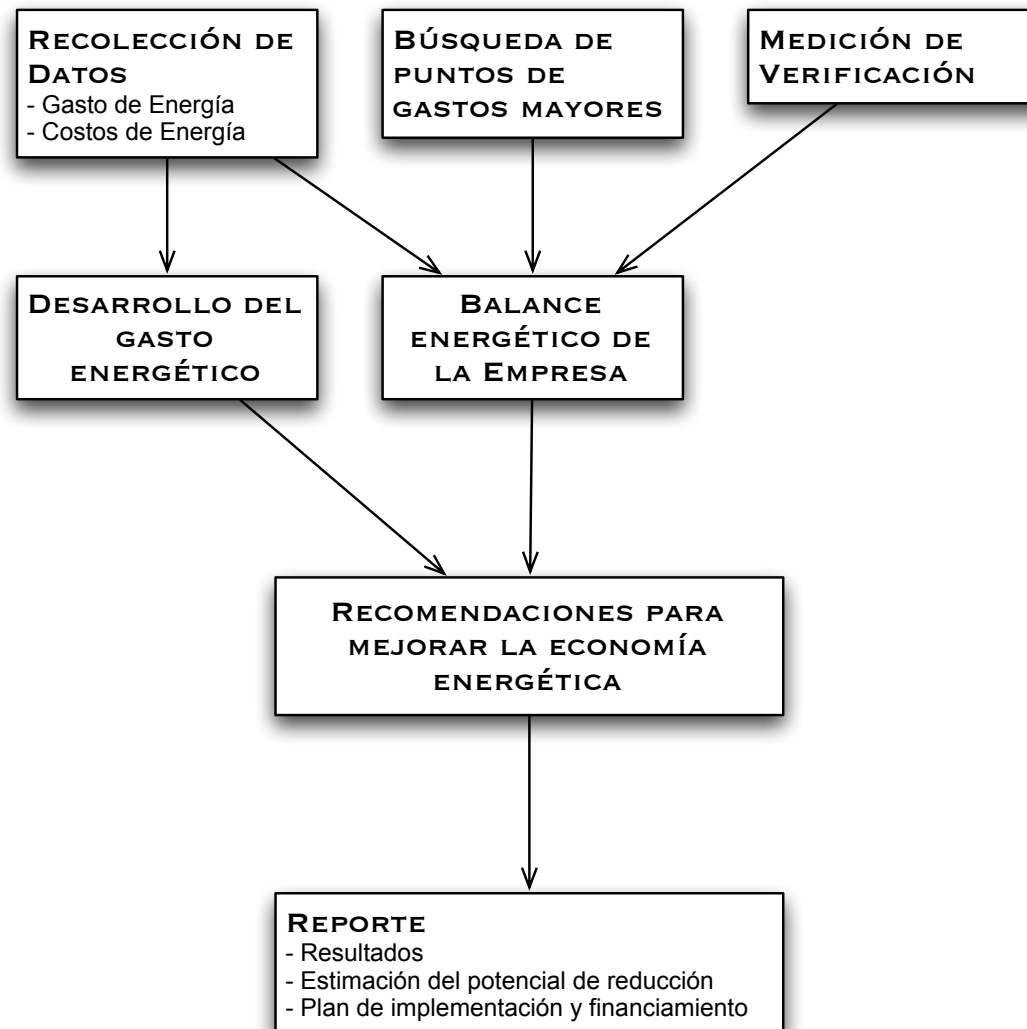 Recolección de
Datos
- Gasto de Energía
- Costos de Energía
Búsqueda de
puntos de
gastos mayores
Medición de
Verificación
Desarrollo del
gasto
energético
Balance
energético de
la Empresa
Recomendaciones para
mejorar la economía
energética
Reporte
- Resultados
- Estimación del potencial de reducción
- Plan de implementación y financiamiento